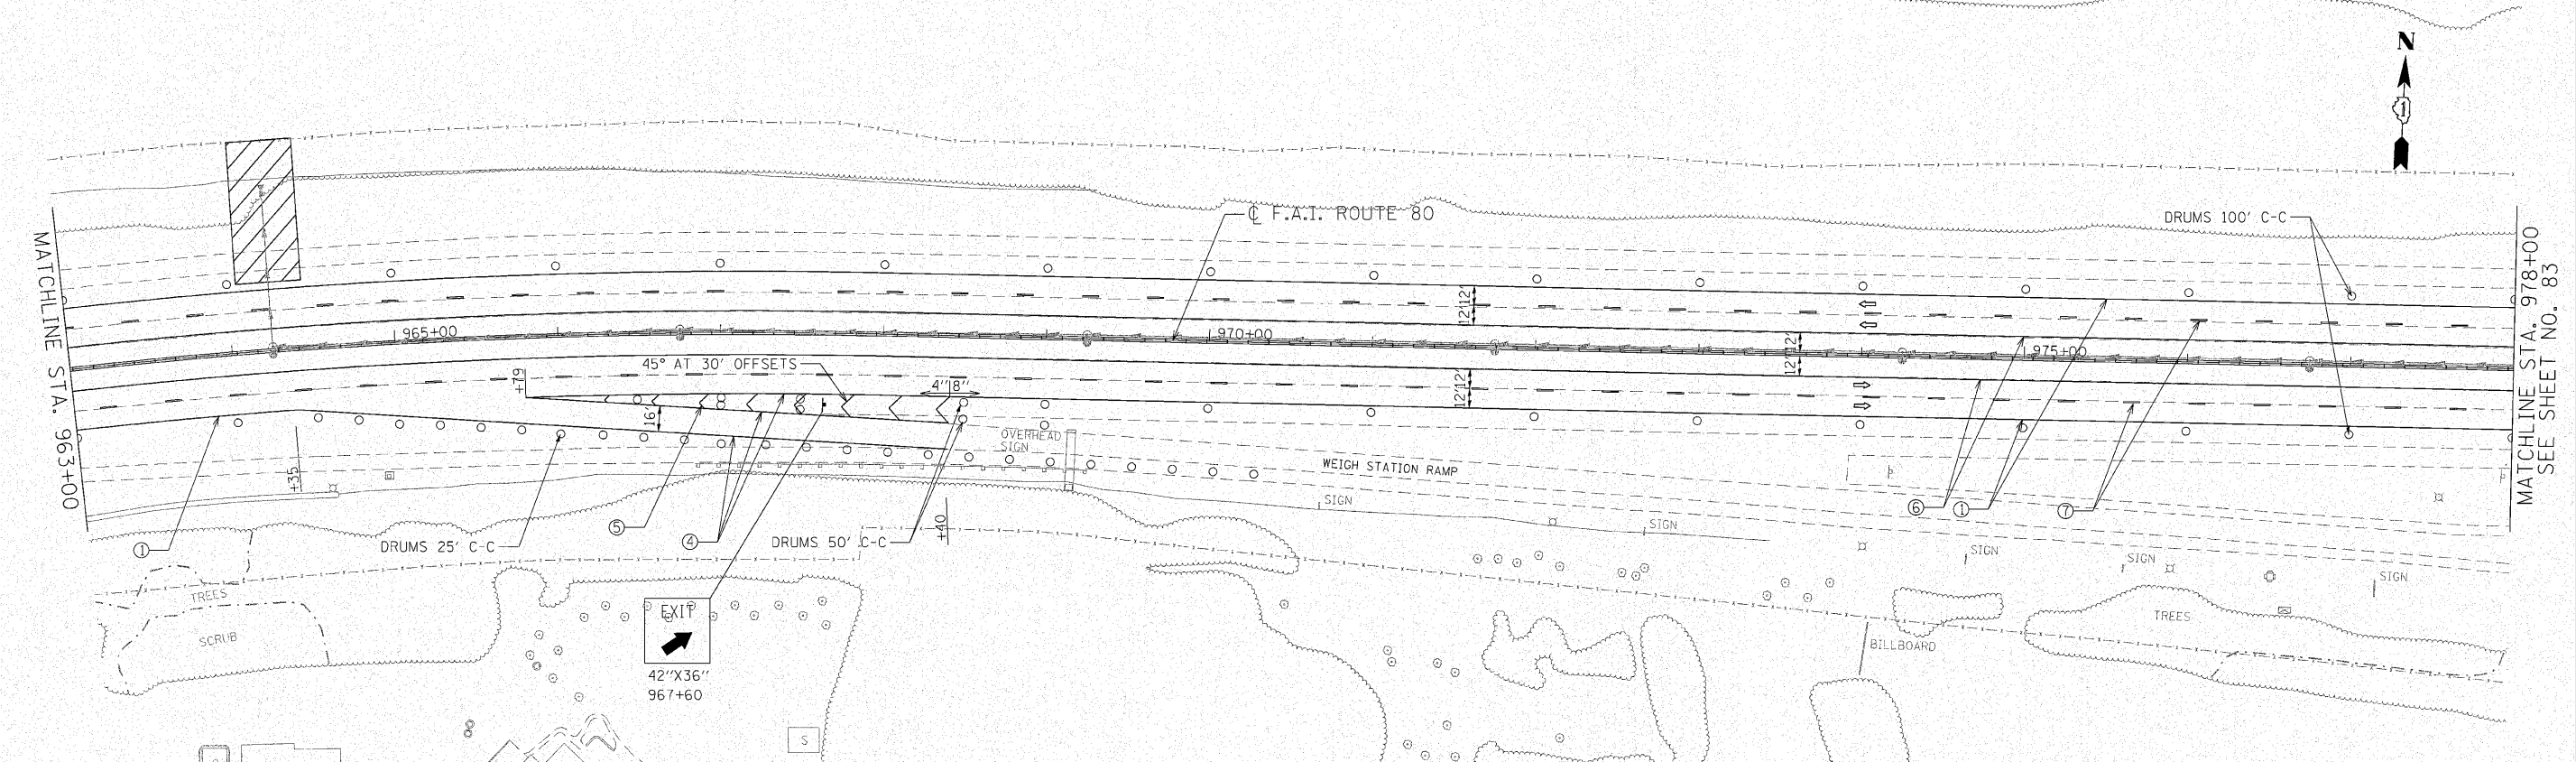 N
1
℄ F.A.I. ROUTE 80
DRUMS 100' C-C
MATCHLINE STA. 963+00
MATCHLINE STA. 978+00
SEE SHEET NO. 83
965+00
970+00
975+00
12' 12'
12' 12'
12' 12'
+79
45° AT 30' OFFSETS
4" 8"
16'
+35
+40
OVERHEAD
SIGN
WEIGH STATION RAMP
SIGN
SIGN
SIGN
SIGN
SIGN
1
DRUMS 25' C-C
5
4
DRUMS 50' C-C
6
1
7
TREES
SCRUB
EXIT
42"X36"
967+60
S
BILLBOARD
TREES